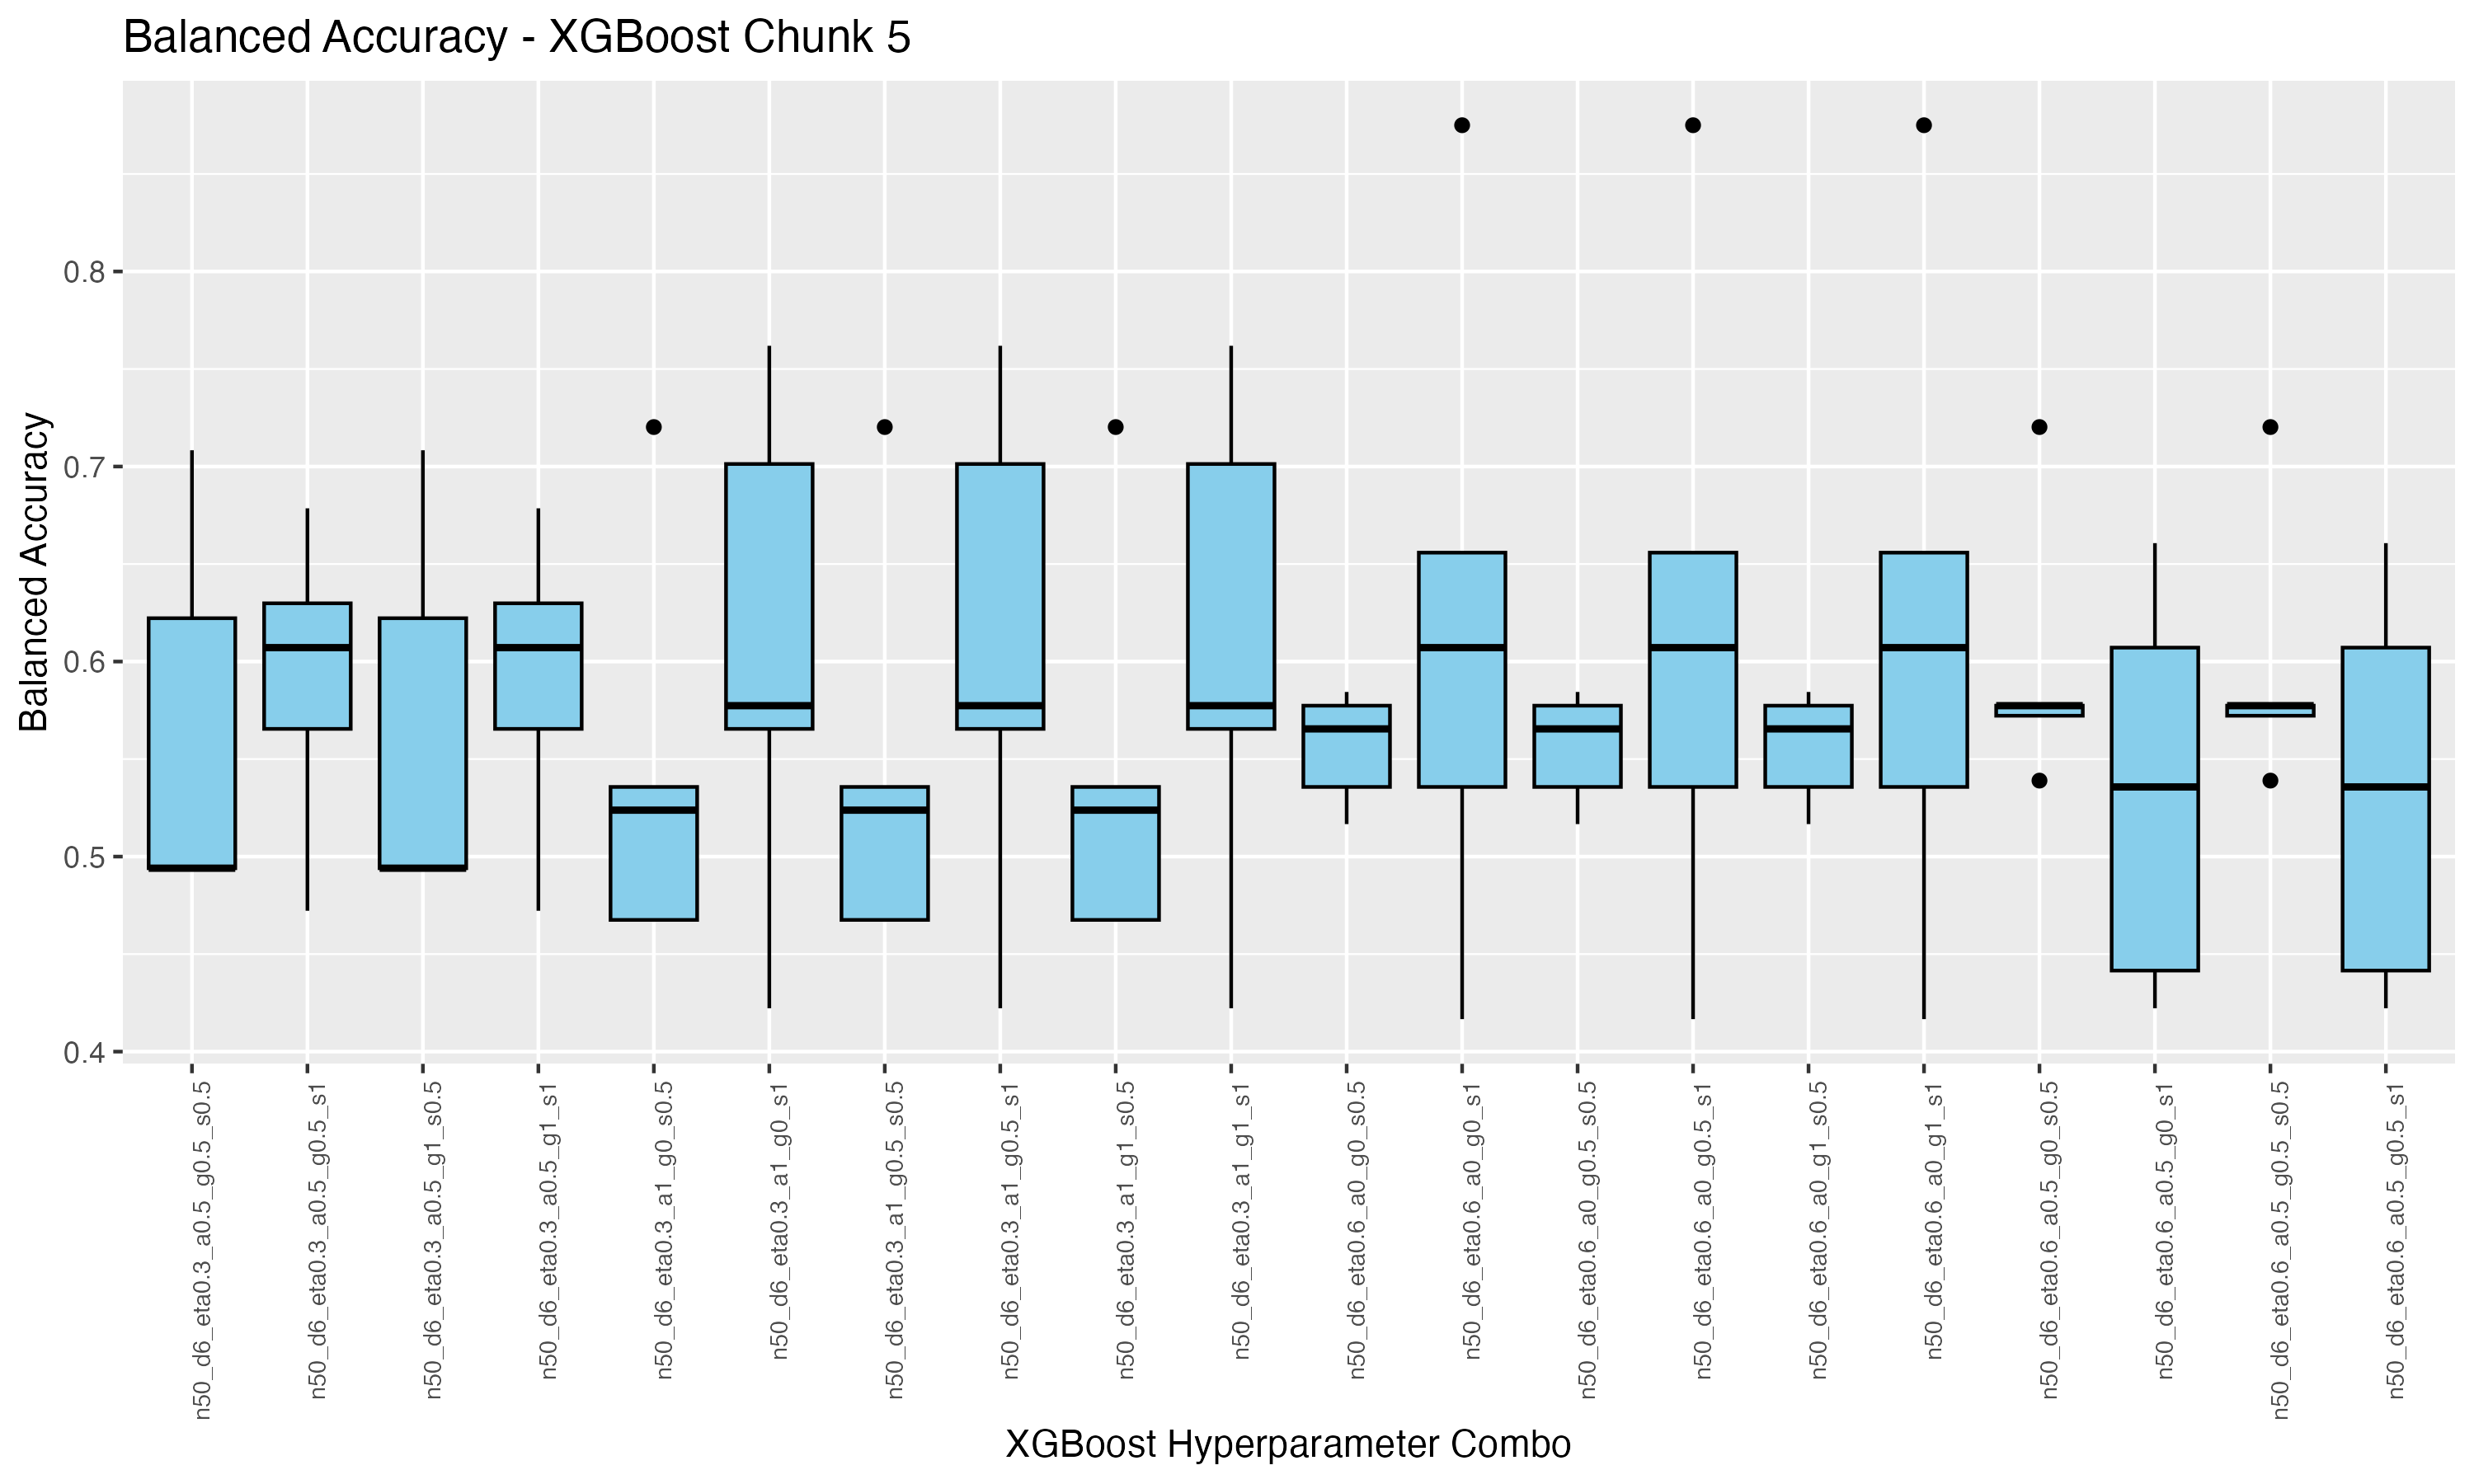 Balanced Accuracy - XGBoost Chunk 5
Balanced Accuracy
0.8
0.7
0.6
0.5
0.4
n50_d6_eta0.3_a0.5_g0.5_s0.5
n50_d6_eta0.3_a0.5_g0.5_s1
n50_d6_eta0.3_a0.5_g1_s0.5
n50_d6_eta0.3_a0.5_g1_s1
n50_d6_eta0.3_a1_g0_s0.5
n50_d6_eta0.3_a1_g0_s1
n50_d6_eta0.3_a1_g0.5_s0.5
n50_d6_eta0.3_a1_g0.5_s1
n50_d6_eta0.3_a1_g1_s0.5
n50_d6_eta0.3_a1_g1_s1
n50_d6_eta0.6_a0_g0_s0.5
n50_d6_eta0.6_a0_g0_s1
n50_d6_eta0.6_a0_g0.5_s0.5
n50_d6_eta0.6_a0_g0.5_s1
n50_d6_eta0.6_a0_g1_s0.5
n50_d6_eta0.6_a0_g1_s1
n50_d6_eta0.6_a0.5_g0_s0.5
n50_d6_eta0.6_a0.5_g0_s1
n50_d6_eta0.6_a0.5_g0.5_s0.5
n50_d6_eta0.6_a0.5_g0.5_s1
XGBoost Hyperparameter Combo